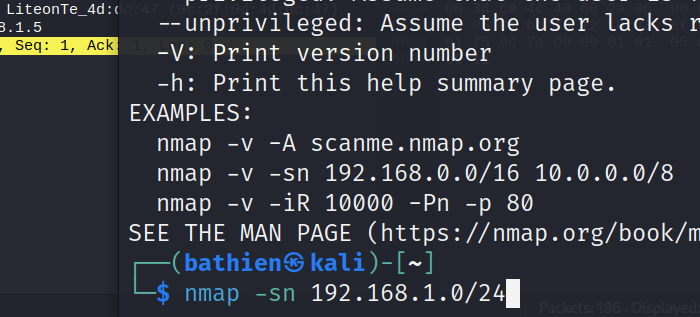 LiteonTe_4d:
8.1.5
, Seq: 1, Ack: 1, L
--unprivileged: Assume the user lacks r
-V: Print version number
-h: Print this help summary page.
EXAMPLES:
nmap -v -A scanme.nmap.org
nmap -v -sn 192.168.0.0/16 10.0.0.0/8
nmap -v -iR 10000 -Pn -p 80
SEE THE MAN PAGE (https://nmap.org/book/m
┌──(bathien㉿kali)-[~]
└─$ nmap -sn 192.168.1.0/24
Packets: 186 · Displayed: